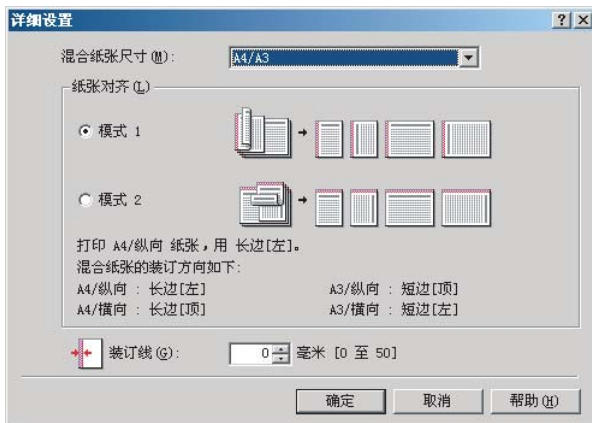 详细设置
混合纸张尺寸(M):
A4/A3
纸张对齐(L)
模式 1
模式 2
打印 A4/纵向 纸张，用 长边[左]。
混合纸张的装订方向如下:
A4/纵向 : 长边[左] A3/纵向 : 短边[顶]
A4/横向 : 长边[顶] A3/横向 : 短边[左]
装订线(G): 0 毫米 [0 至 50]
确定 取消 帮助(H)